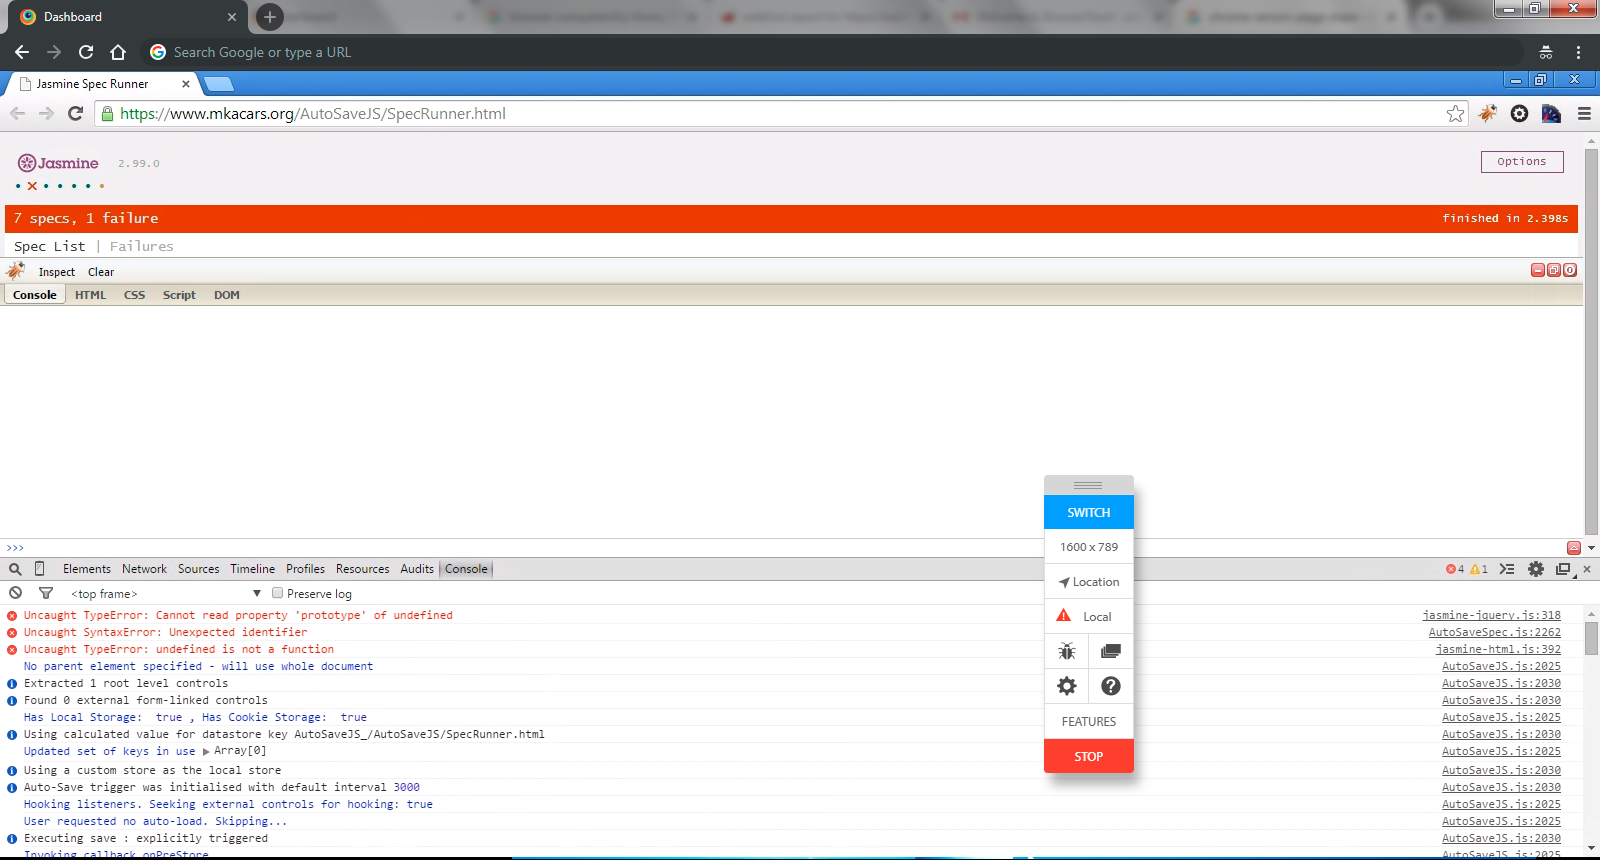 Dashboard
Search Google or type a URL
Jasmine Spec Runner
https://www.mkacars.org/AutoSaveJS/SpecRunner.html
Jasmine 2.99.0
Options
7 specs, 1 failure
finished in 2.398s
Spec List | Failures
Inspect Clear
Console HTML CSS Script DOM
>>>
SWITCH
1600 x 789
Location
Local
FEATURES
STOP
Elements Network Sources Timeline Profiles Resources Audits Console
4 1
<top frame> Preserve log
Uncaught TypeError: Cannot read property 'prototype' of undefined jasmine-jquery.js:318
Uncaught SyntaxError: Unexpected identifier AutoSaveSpec.js:2262
Uncaught TypeError: undefined is not a function jasmine-html.js:392
No parent element specified - will use whole document AutoSaveJS.js:2025
Extracted 1 root level controls AutoSaveJS.js:2030
Found 0 external form-linked controls AutoSaveJS.js:2030
Has Local Storage: true , Has Cookie Storage: true AutoSaveJS.js:2025
Using calculated value for datastore key AutoSaveJS_/AutoSaveJS/SpecRunner.html AutoSaveJS.js:2030
Updated set of keys in use ▶Array[0] AutoSaveJS.js:2025
Using a custom store as the local store AutoSaveJS.js:2030
Auto-Save trigger was initialised with default interval 3000 AutoSaveJS.js:2030
Hooking listeners. Seeking external controls for hooking: true AutoSaveJS.js:2025
User requested no auto-load. Skipping... AutoSaveJS.js:2025
Executing save : explicitly triggered AutoSaveJS.js:2030
Invoking callback onPreStore AutoSaveJS.js:2025